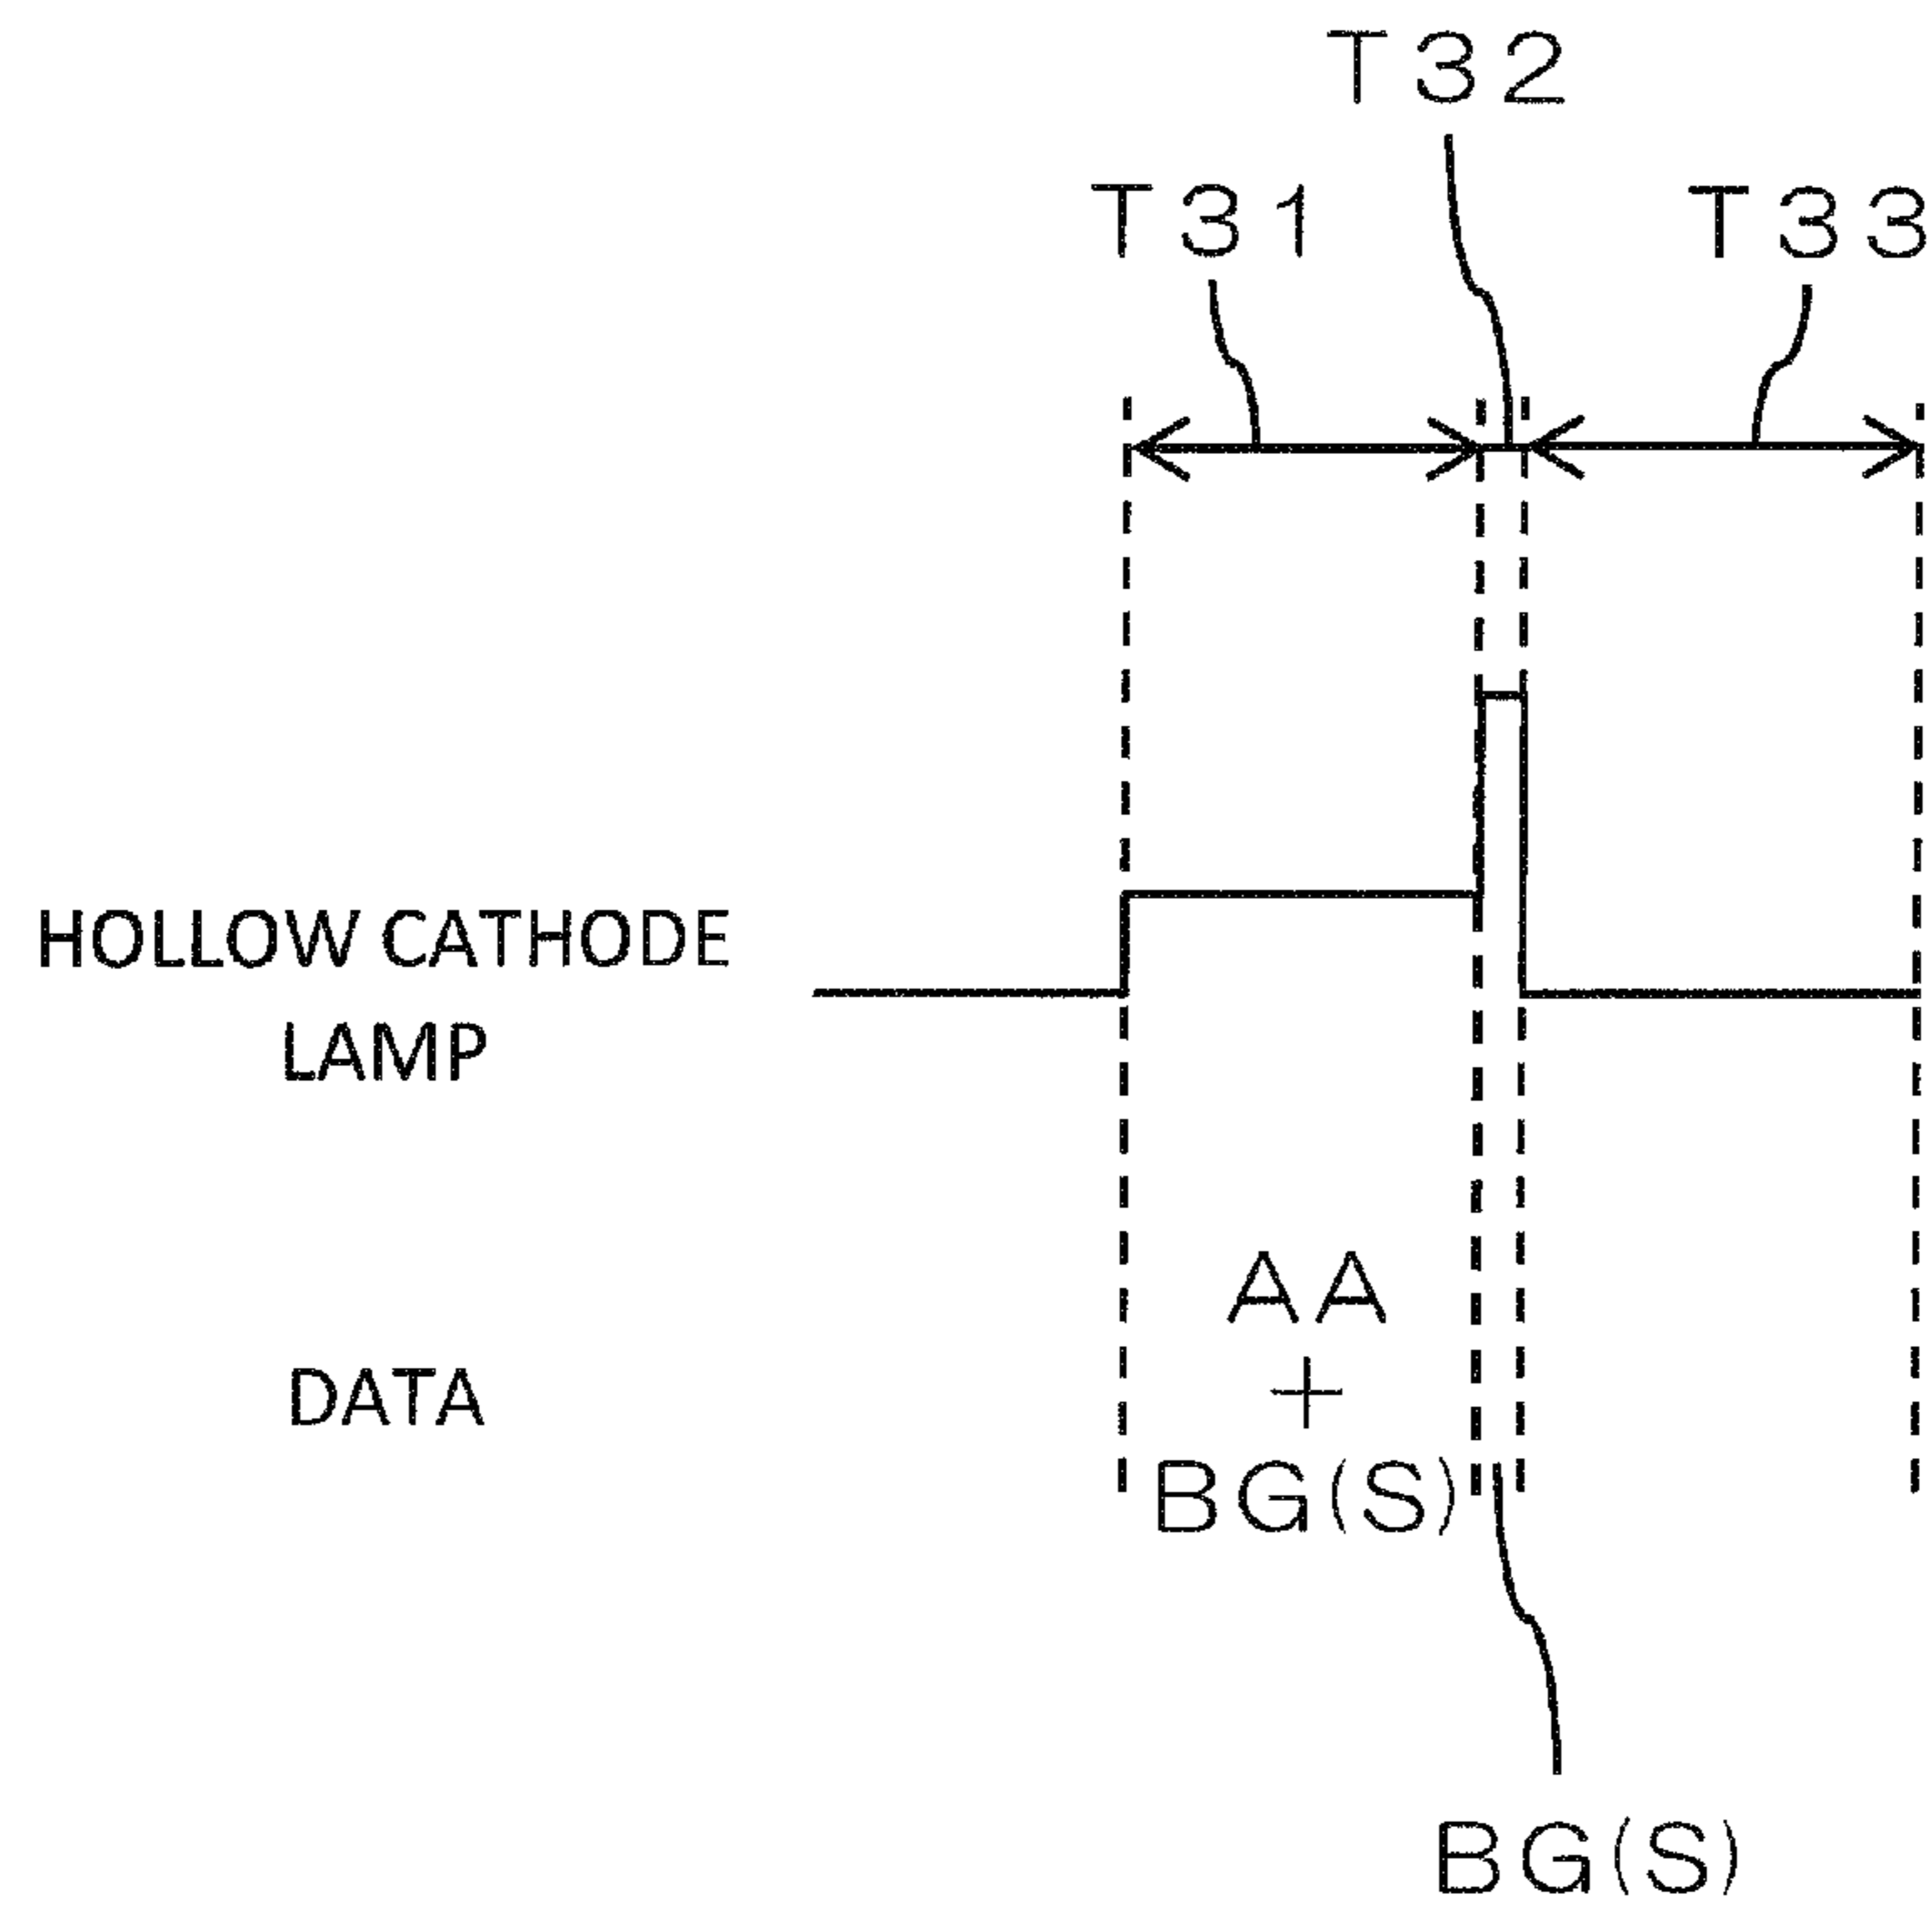 T32
T31
T33
HOLLOW CATHODE
LAMP
AA
+
DATA
BG(S)
BG(S)